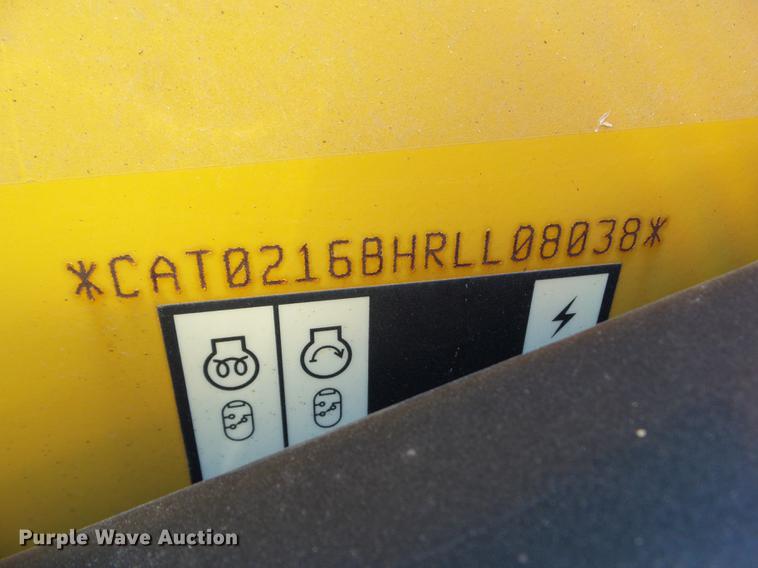 *CAT0216BHRLL08038*
Purple Wave Auction